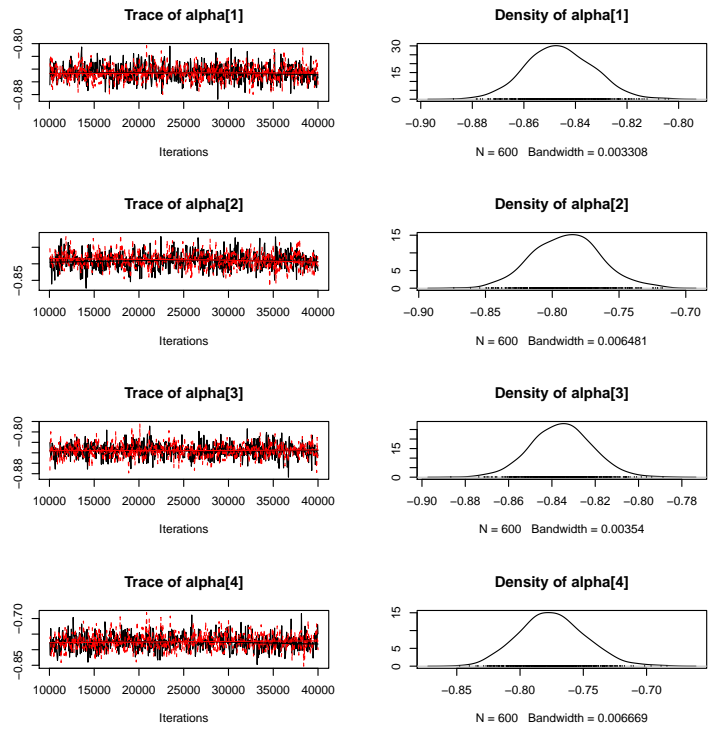 Trace of alpha[1]
−0.88
−0.80
10000 15000 20000 25000 30000 35000 40000
Iterations
Density of alpha[1]
0
15
30
−0.90 −0.88 −0.86 −0.84 −0.82 −0.80
N = 600 Bandwidth = 0.003308
Trace of alpha[2]
−0.85
10000 15000 20000 25000 30000 35000 40000
Iterations
Density of alpha[2]
0
5
15
−0.90 −0.85 −0.80 −0.75 −0.70
N = 600 Bandwidth = 0.006481
Trace of alpha[3]
−0.88
−0.80
10000 15000 20000 25000 30000 35000 40000
Iterations
Density of alpha[3]
0
15
−0.90 −0.88 −0.86 −0.84 −0.82 −0.80 −0.78
N = 600 Bandwidth = 0.00354
Trace of alpha[4]
−0.85
−0.70
10000 15000 20000 25000 30000 35000 40000
Iterations
Density of alpha[4]
0
5
15
−0.85 −0.80 −0.75 −0.70
N = 600 Bandwidth = 0.006669